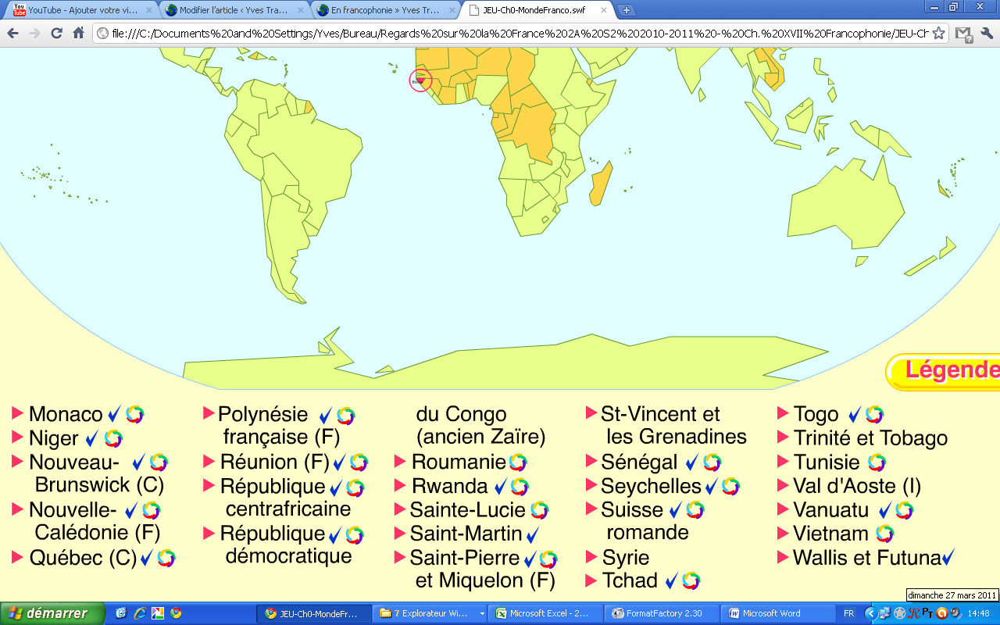 YouTube - Ajouter votre vi...
Modifier l'article ‹ Yves Tra...
En francophonie » Yves Tr...
JEU-Ch0-MondeFranco.swf
file:///C:/Documents%20and%20Settings/Yves/Bureau/Regards%20sur%20la%20France%202A%20S2%202010-2011%20-%20Ch.%20XVII%20Francophonie/JEU-Ch
Légende
Monaco
Niger
Nouveau-
Brunswick (C)
Nouvelle-
Calédonie (F)
Québec (C)
Polynésie
française (F)
Réunion (F)
République
centrafricaine
République
démocratique
du Congo
(ancien Zaïre)
Roumanie
Rwanda
Sainte-Lucie
Saint-Martin
Saint-Pierre
et Miquelon (F)
St-Vincent et
les Grenadines
Sénégal
Seychelles
Suisse
romande
Syrie
Tchad
Togo
Trinité et Tobago
Tunisie
Val d'Aoste (I)
Vanuatu
Vietnam
Wallis et Futuna
dimanche 27 mars 2011
démarrer
JEU-Ch0-MondeFr...
7 Explorateur Wi...
Microsoft Excel - 2...
FormatFactory 2.30
Microsoft Word
FR
14:48